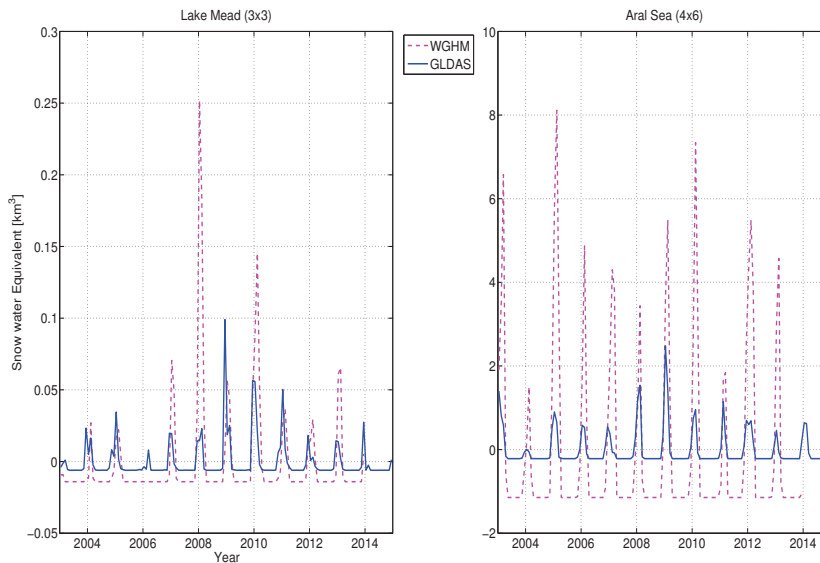 Lake Mead (3x3)
Aral Sea (4x6)
WGHM
GLDAS
Snow water Equivalent [km³]
0.3
0.25
0.2
0.15
0.1
0.05
0
−0.05
2004 2006 2008 2010 2012 2014
Year
10
8
6
4
2
0
−2
2004 2006 2008 2010 2012 2014